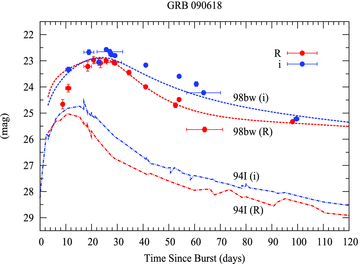 GRB 090618
22
23
24
25
26
27
28
29
(mag)
R
i
98bw (i)
98bw (R)
94I (i)
94I (R)
0 10 20 30 40 50 60 70 80 90 100 110 120
Time Since Burst (days)